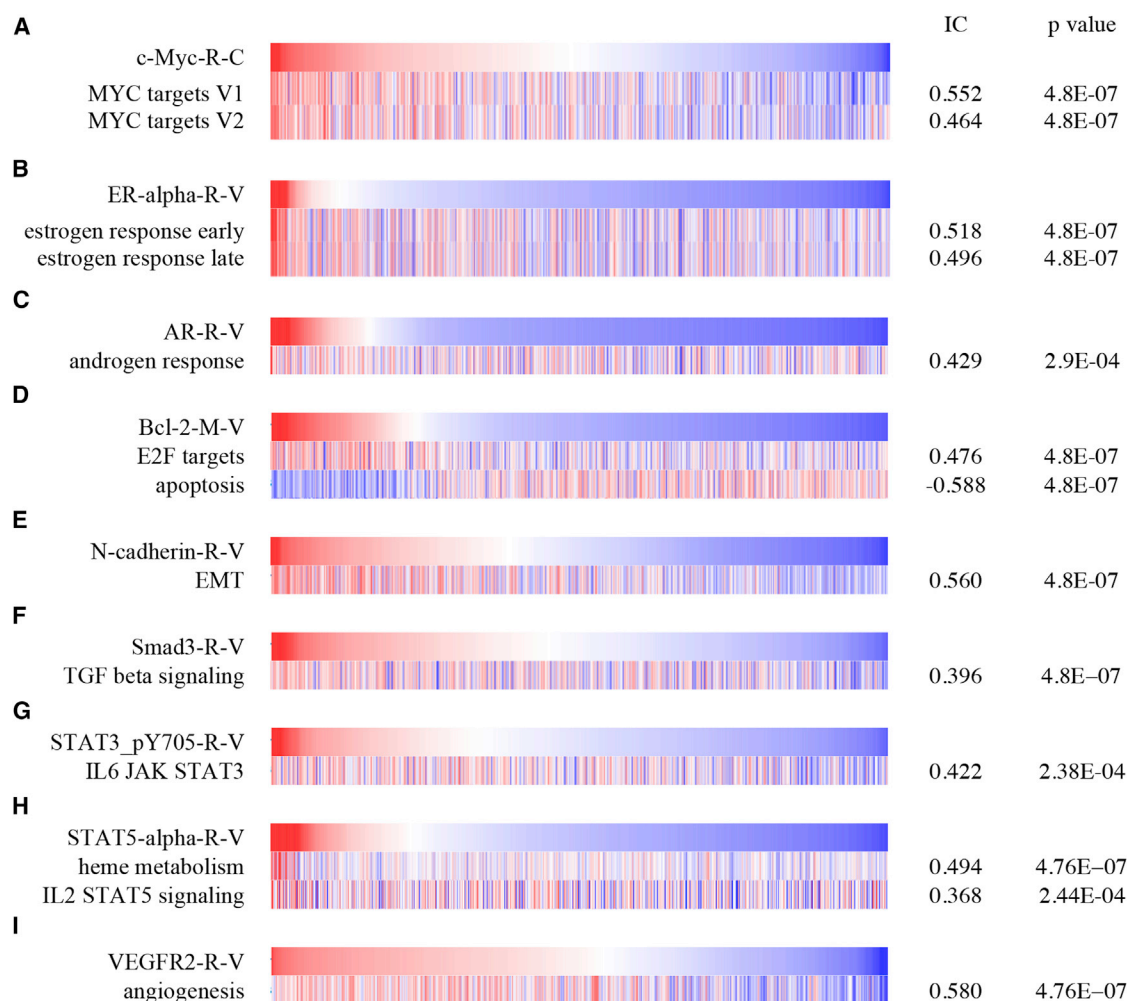 A IC p value
c-Myc-R-C
MYC targets V1 0.552 4.8E-07
MYC targets V2 0.464 4.8E-07
B
ER-alpha-R-V
estrogen response early 0.518 4.8E-07
estrogen response late 0.496 4.8E-07
C
AR-R-V
androgen response 0.429 2.9E-04
D
Bcl-2-M-V
E2F targets 0.476 4.8E-07
apoptosis -0.588 4.8E-07
E
N-cadherin-R-V
EMT 0.560 4.8E-07
F
Smad3-R-V
TGF beta signaling 0.396 4.8E−07
G
STAT3_pY705-R-V
IL6 JAK STAT3 0.422 2.38E-04
H
STAT5-alpha-R-V
heme metabolism 0.494 4.76E−07
IL2 STAT5 signaling 0.368 2.44E-04
I
VEGFR2-R-V
angiogenesis 0.580 4.76E−07